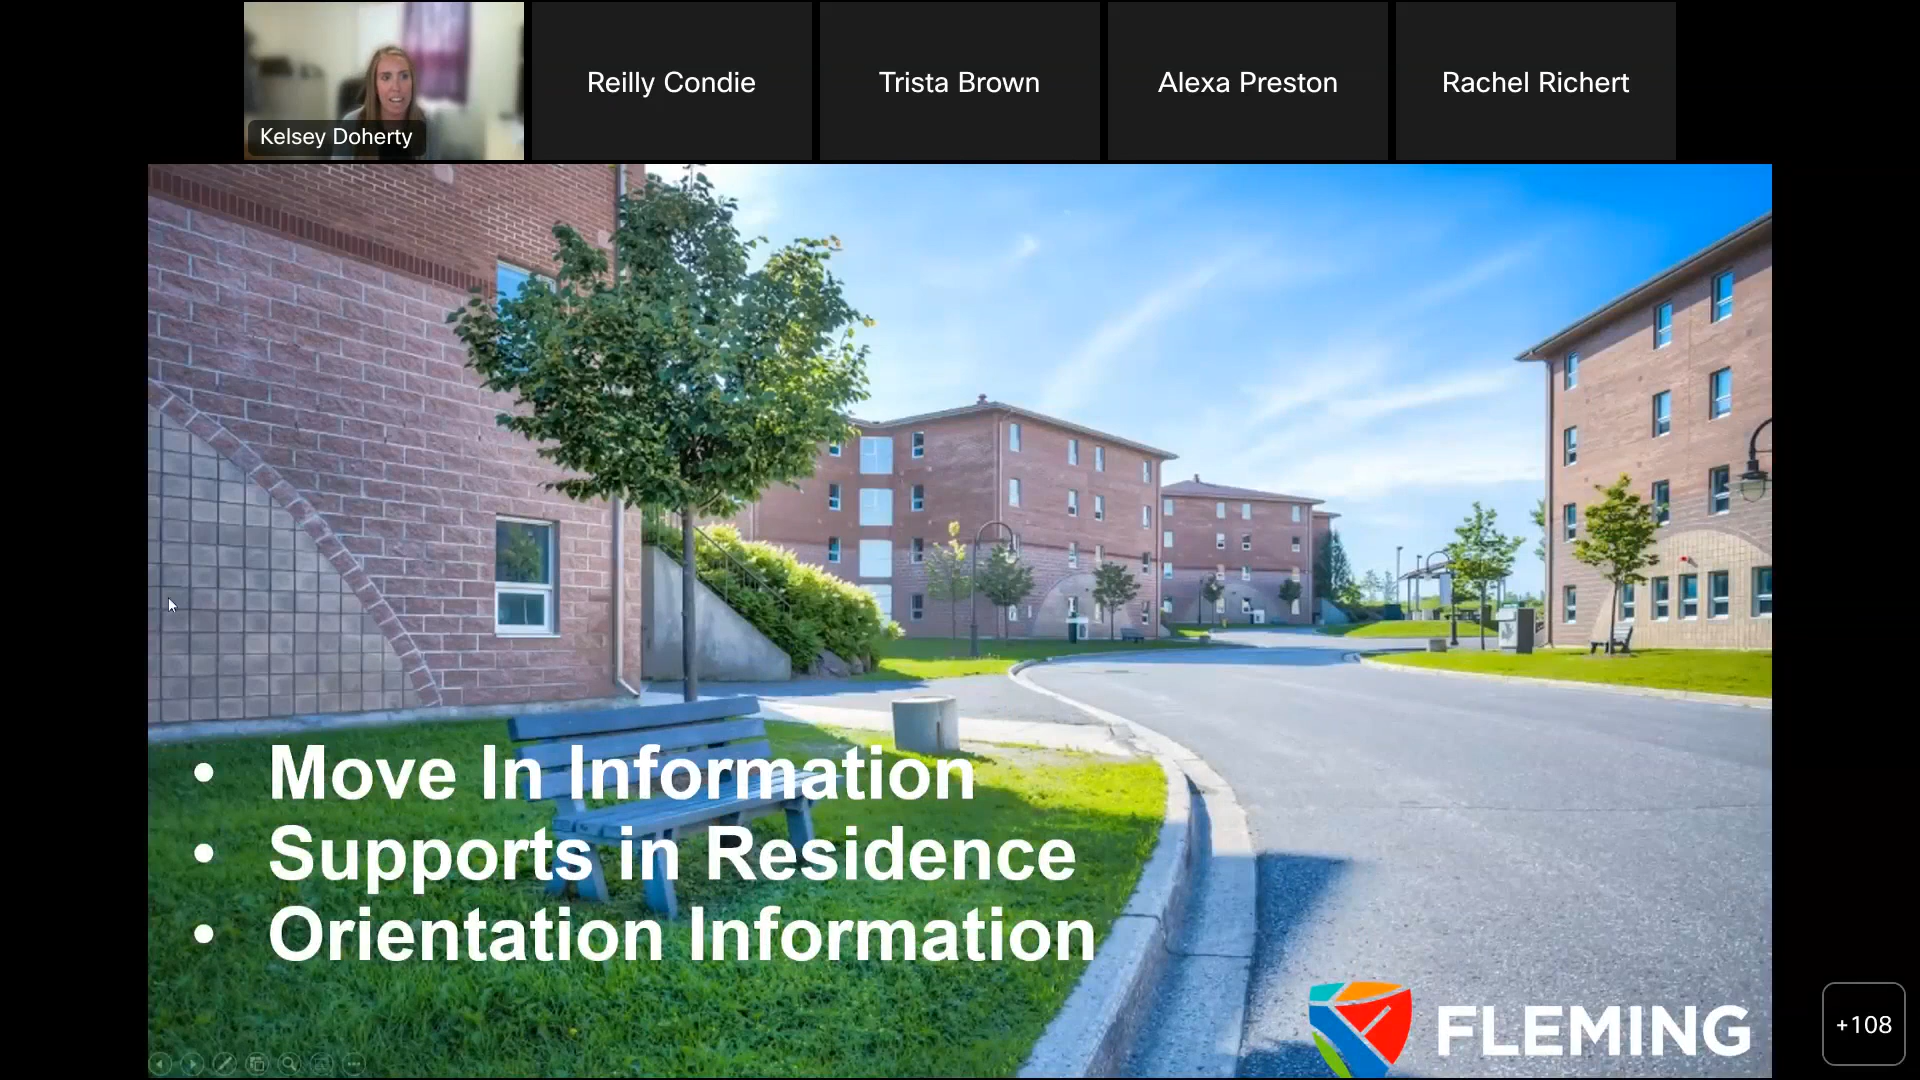 Kelsey Doherty
Reilly Condie
Trista Brown
Alexa Preston
Rachel Richert
• Move In Information
• Supports in Residence
• Orientation Information
FLEMING
+108